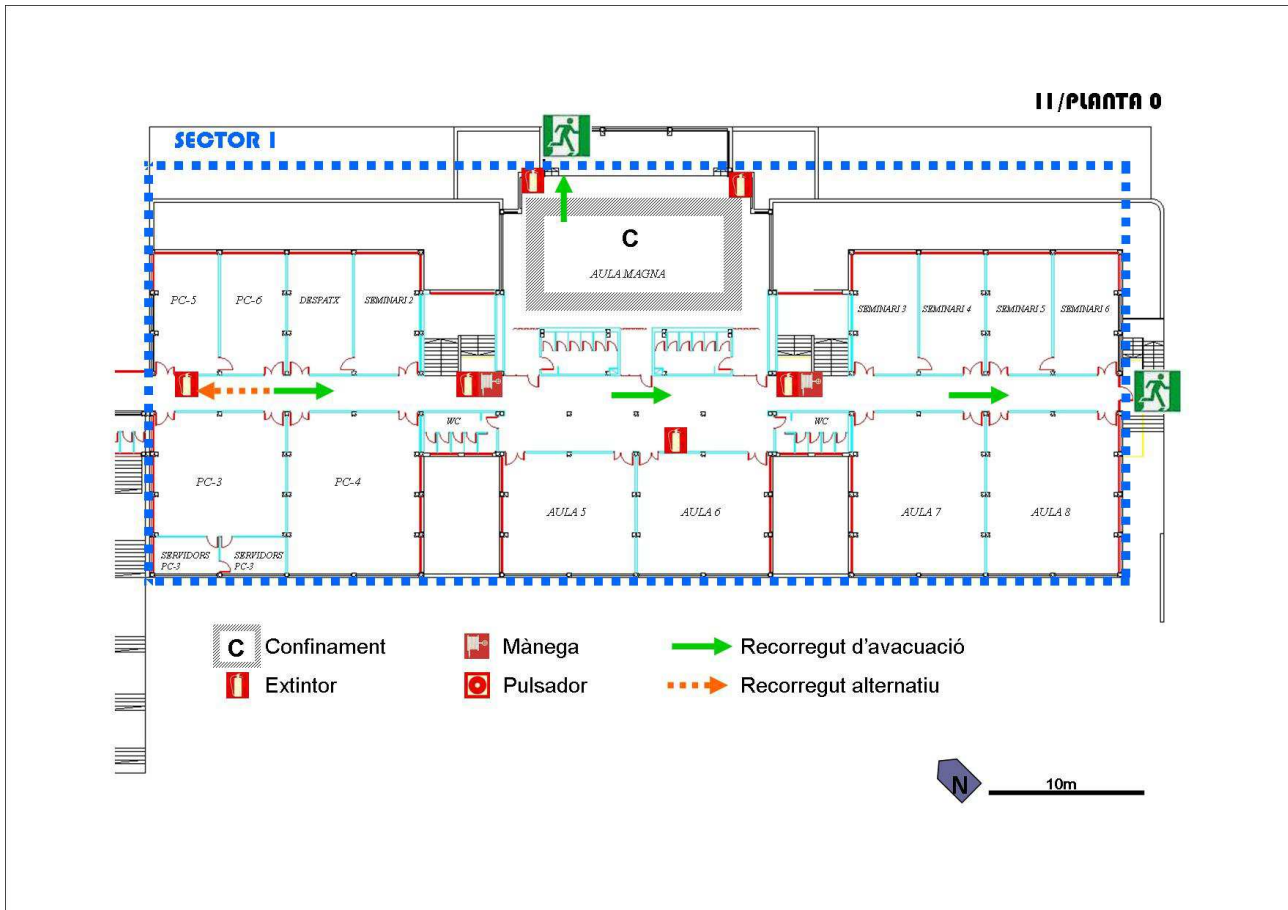 11/PLANTA 0
SECTOR 1
C
AULA MAGNA
PC-5
PC-6
DESPATX
SEMINARI 2
SEMINARI 3
SEMINARI 4
SEMINARI 5
SEMINARI 6
WC
WC
PC-3
PC-4
AULA 5
AULA 6
AULA 7
AULA 8
SERVIDORS
PC-3
SERVIDORS
PC-3
C Confinament
Mànega
Recorregut d'avacuació
Extintor
Pulsador
Recorregut alternatiu
N
10m